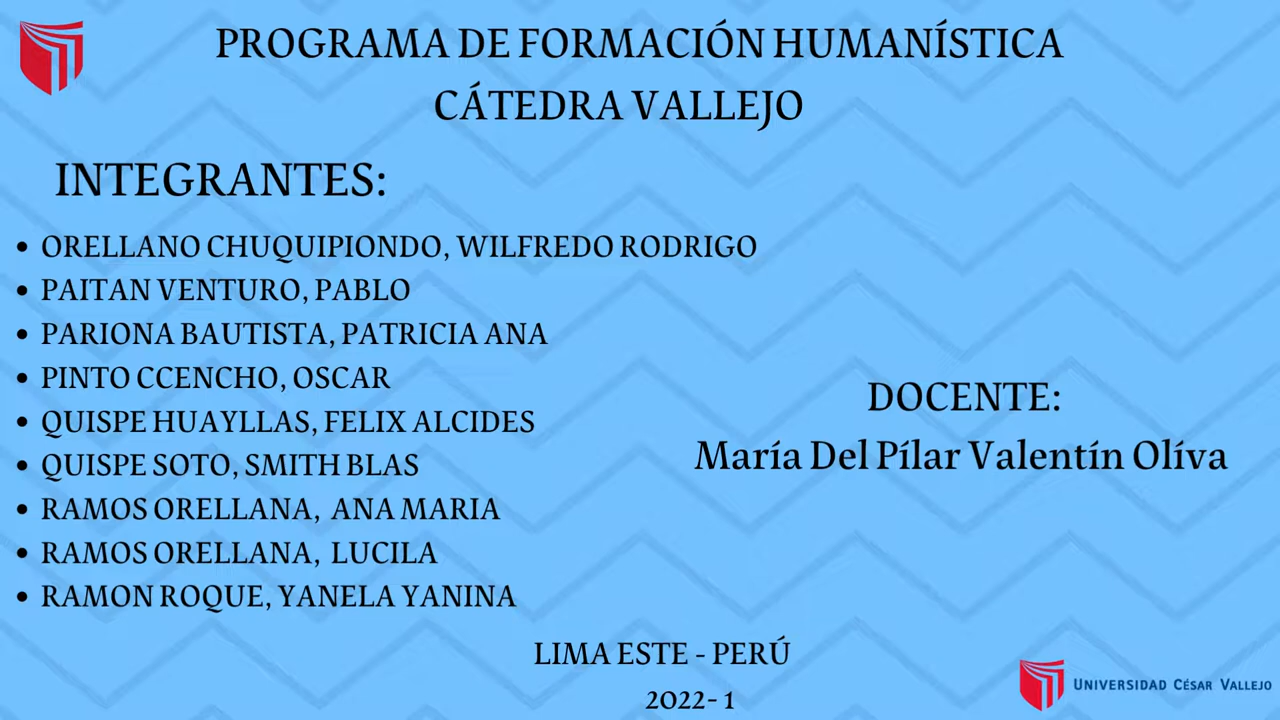 PROGRAMA DE FORMACIÓN HUMANÍSTICA
CÁTEDRA VALLEJO
INTEGRANTES:
• ORELLANO CHUQUIPIONDO, WILFREDO RODRIGO
• PAITAN VENTURO, PABLO
• PARIONA BAUTISTA, PATRICIA ANA
• PINTO CCENCHO, OSCAR
• QUISPE HUAYLLAS, FELIX ALCIDES
• QUISPE SOTO, SMITH BLAS
• RAMOS ORELLANA, ANA MARIA
• RAMOS ORELLANA, LUCILA
• RAMON ROQUE, YANELA YANINA
DOCENTE:
María Del Pílar Valentín Olíva
LIMA ESTE - PERÚ
2022- 1
UNIVERSIDAD CÉSAR VALLEJO